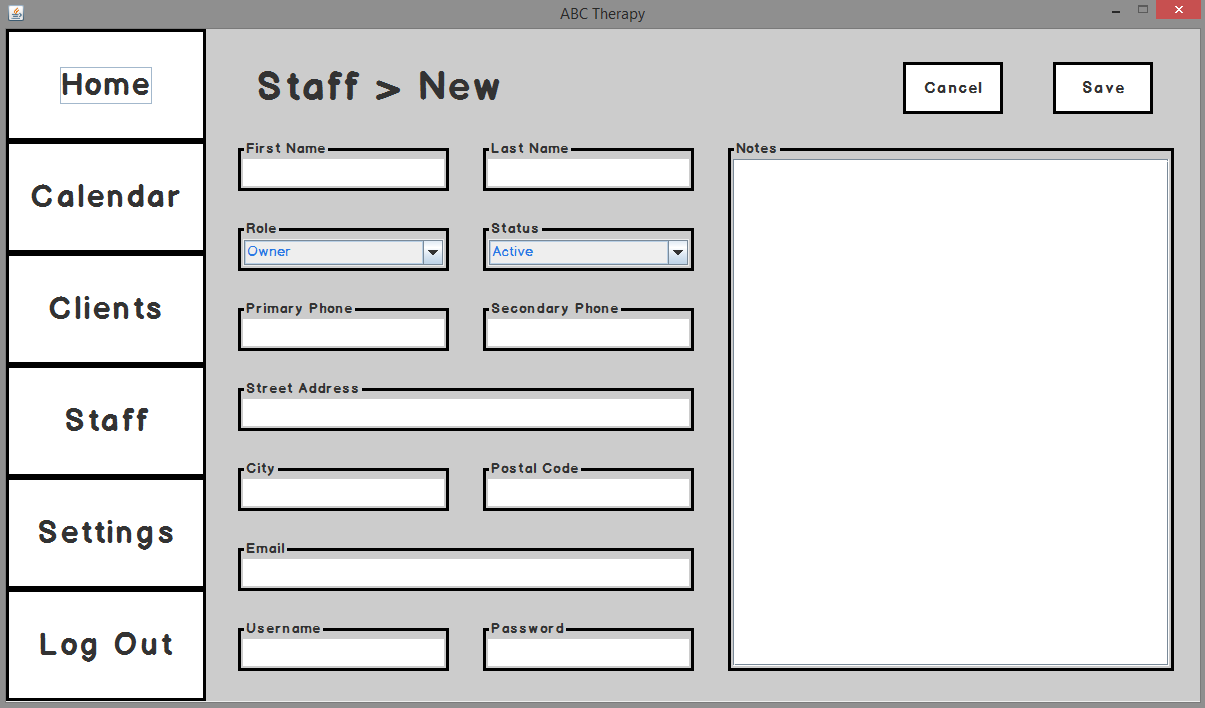 ABC Therapy
Home
Calendar
Clients
Staff
Settings
Log Out
Staff > New
Cancel
Save
First Name
Last Name
Role
Owner
Status
Active
Primary Phone
Secondary Phone
Street Address
City
Postal Code
Email
Username
Password
Notes